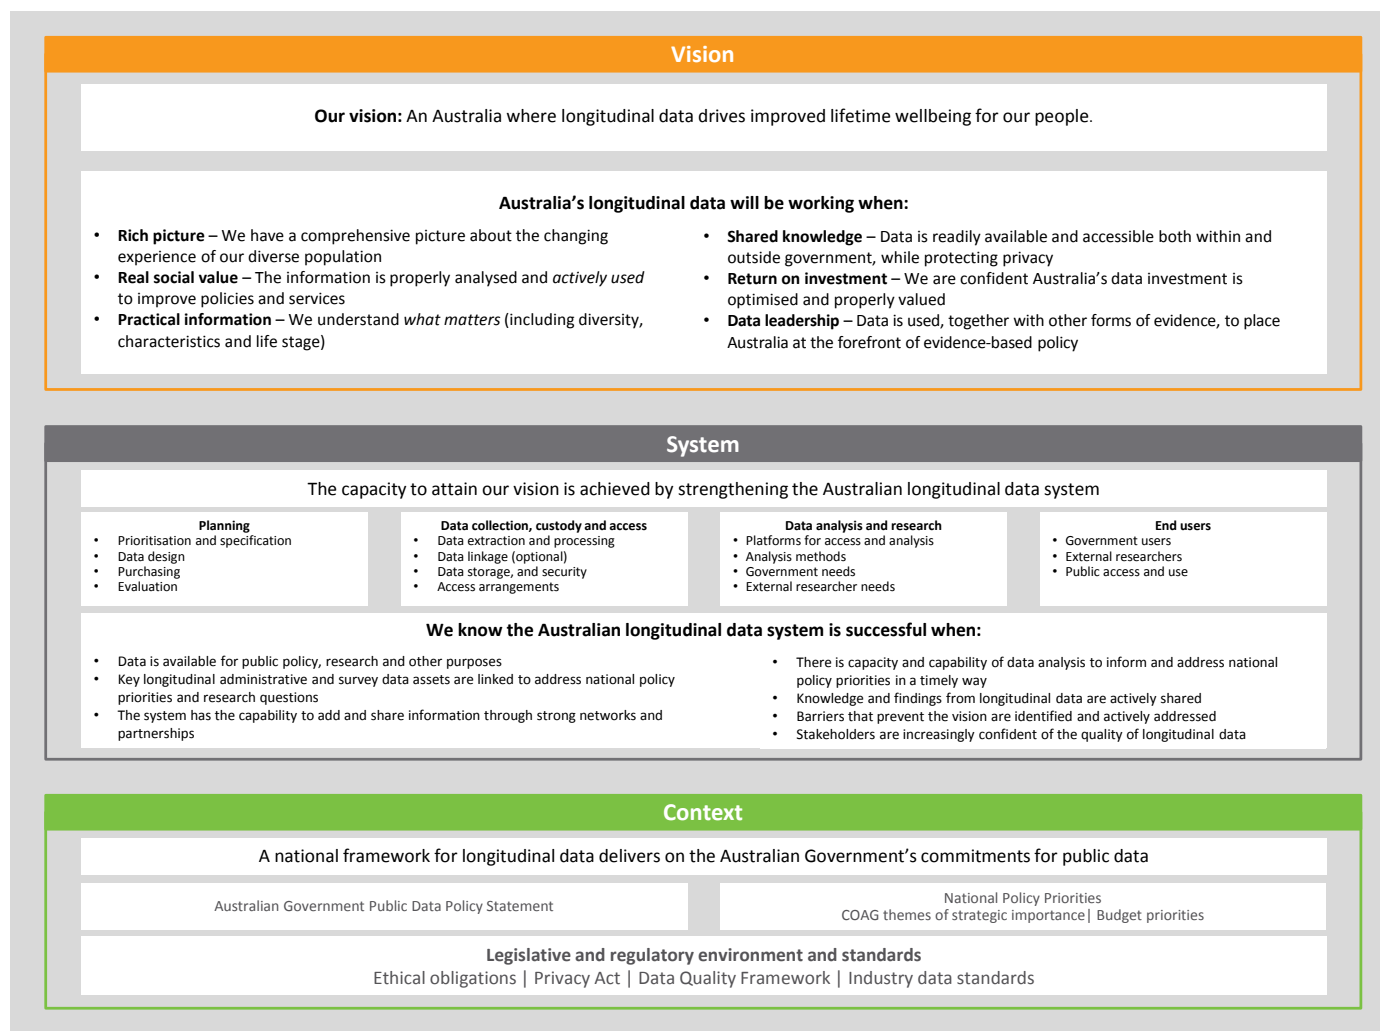 Vision
Our vision: An Australia where longitudinal data drives improved lifetime wellbeing for our people.
Australia’s longitudinal data will be working when:
• Rich picture – We have a comprehensive picture about the changing
experience of our diverse population
• Real social value – The information is properly analysed and actively used
to improve policies and services
• Practical information – We understand what matters (including diversity,
characteristics and life stage)
• Shared knowledge – Data is readily available and accessible both within and
outside government, while protecting privacy
• Return on investment – We are confident Australia’s data investment is
optimised and properly valued
• Data leadership – Data is used, together with other forms of evidence, to place
Australia at the forefront of evidence-based policy
System
The capacity to attain our vision is achieved by strengthening the Australian longitudinal data system
Planning
• Prioritisation and specification
• Data design
• Purchasing
• Evaluation
Data collection, custody and access
• Data extraction and processing
• Data linkage (optional)
• Data storage, and security
• Access arrangements
Data analysis and research
• Platforms for access and analysis
• Analysis methods
• Government needs
• External researcher needs
End users
• Government users
• External researchers
• Public access and use
We know the Australian longitudinal data system is successful when:
• Data is available for public policy, research and other purposes
• Key longitudinal administrative and survey data assets are linked to address national policy
priorities and research questions
• The system has the capability to add and share information through strong networks and
partnerships
• There is capacity and capability of data analysis to inform and address national
policy priorities in a timely way
• Knowledge and findings from longitudinal data are actively shared
• Barriers that prevent the vision are identified and actively addressed
• Stakeholders are increasingly confident of the quality of longitudinal data
Context
A national framework for longitudinal data delivers on the Australian Government’s commitments for public data
Australian Government Public Data Policy Statement
National Policy Priorities
COAG themes of strategic importance| Budget priorities
Legislative and regulatory environment and standards
Ethical obligations | Privacy Act | Data Quality Framework | Industry data standards